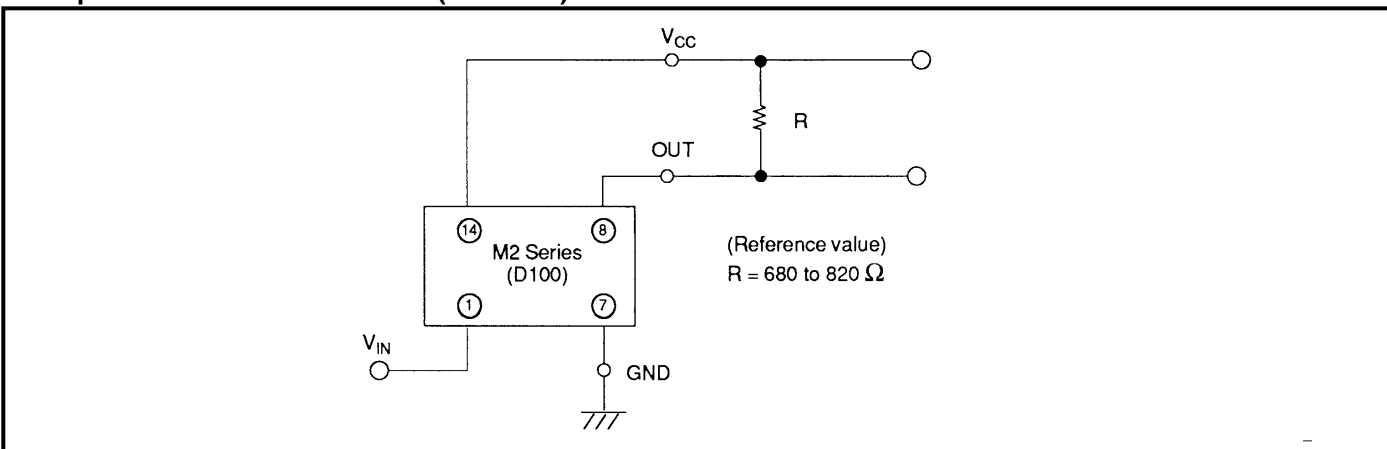 V_CC
R
OUT
14
8
M2 Series
(D100)
(Reference value)
R = 680 to 820 Ω
1
7
V_IN
GND